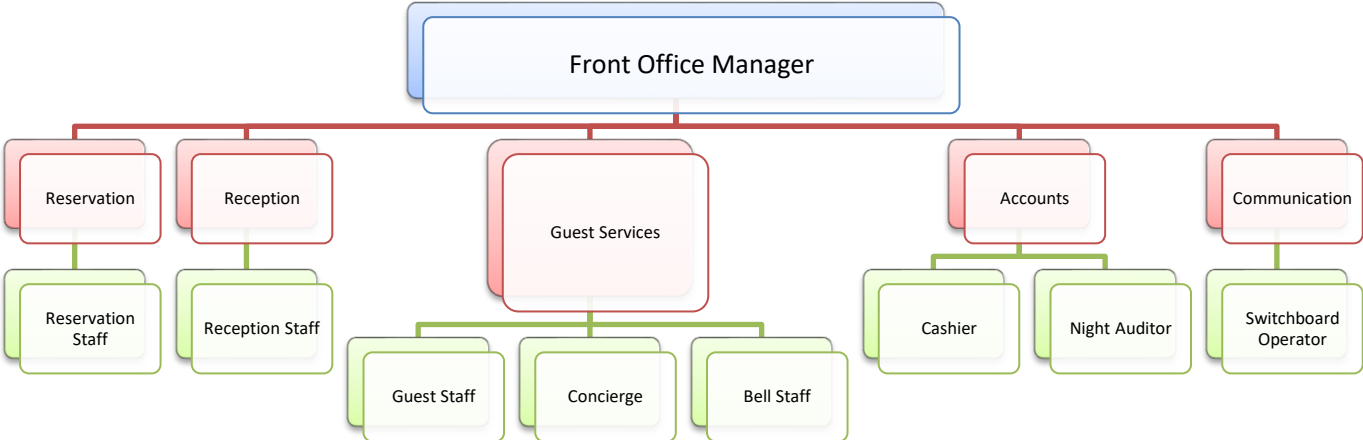 Front Office Manager
Reservation
Reception
Guest Services
Accounts
Communication
Reservation
Staff
Reception Staff
Guest Staff
Concierge
Bell Staff
Cashier
Night Auditor
Switchboard
Operator